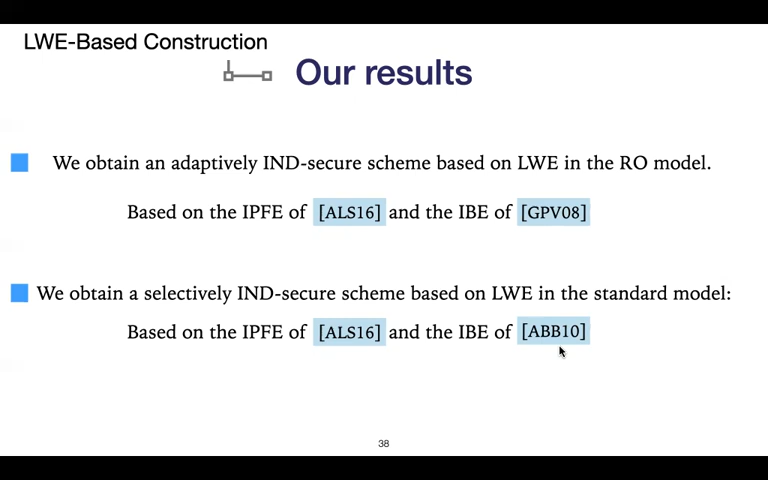 LWE-Based Construction
Our results
We obtain an adaptively IND-secure scheme based on LWE in the RO model.
Based on the IPFE of [ALS16] and the IBE of [GPV08]
We obtain a selectively IND-secure scheme based on LWE in the standard model:
Based on the IPFE of [ALS16] and the IBE of [ABB10]
38